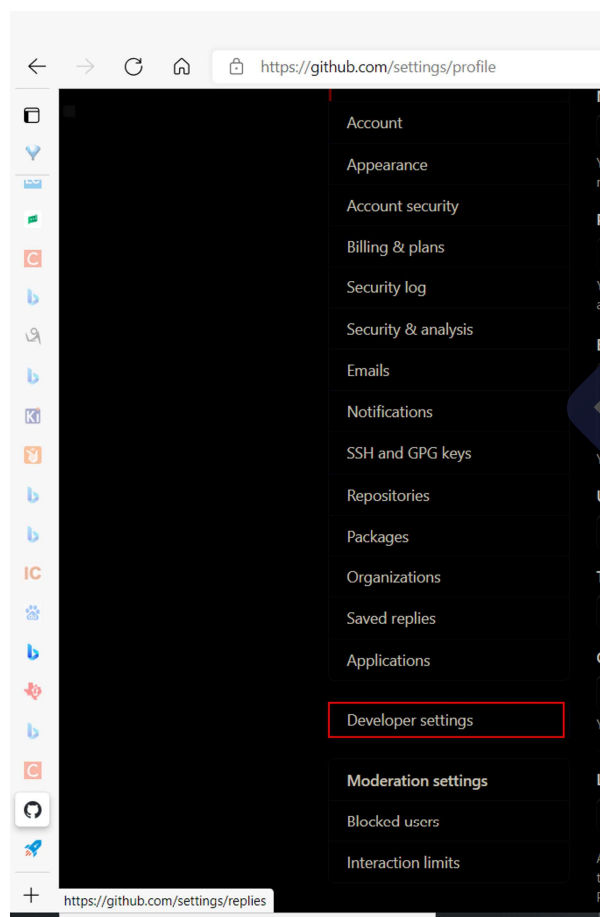 https://github.com/settings/profile
Account
Appearance
Account security
Billing & plans
Security log
Security & analysis
Emails
Notifications
SSH and GPG keys
Repositories
Packages
Organizations
Saved replies
Applications
Developer settings
Moderation settings
Blocked users
Interaction limits
https://github.com/settings/replies